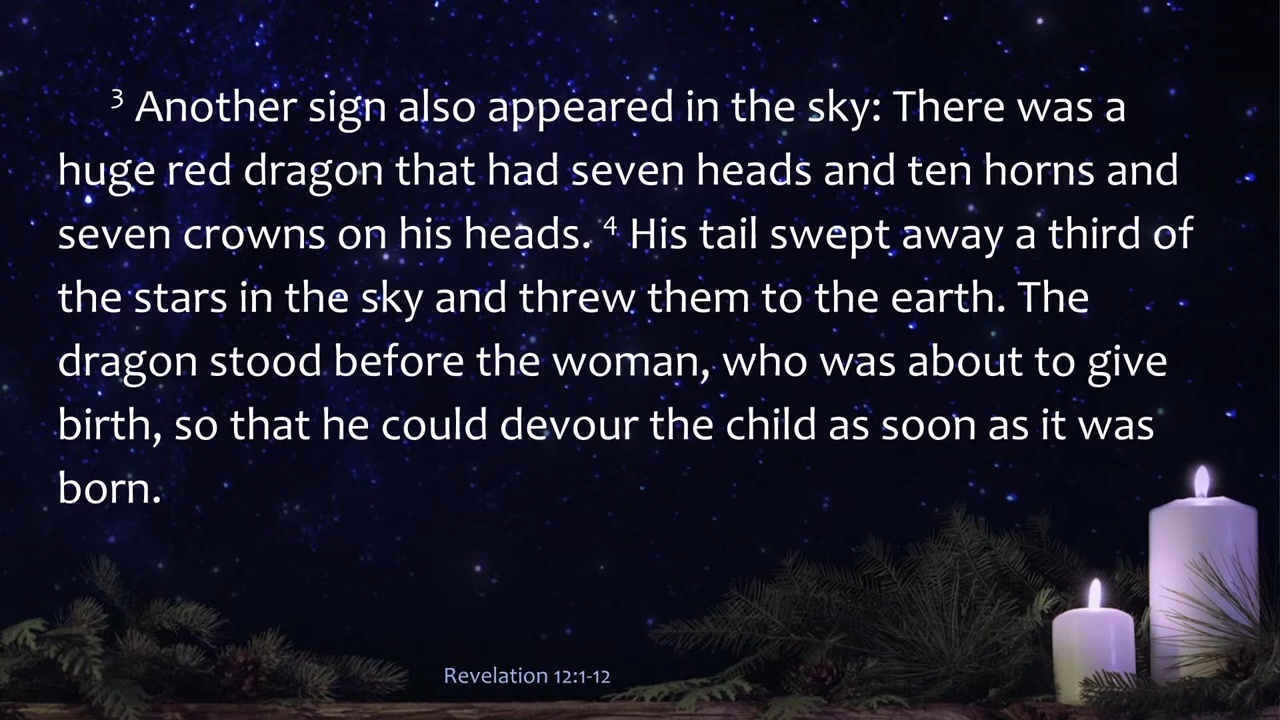 ³ Another sign also appeared in the sky: There was a
huge red dragon that had seven heads and ten horns and
seven crowns on his heads. ⁴ His tail swept away a third of
the stars in the sky and threw them to the earth. The
dragon stood before the woman, who was about to give
birth, so that he could devour the child as soon as it was
born.
Revelation 12:1-12